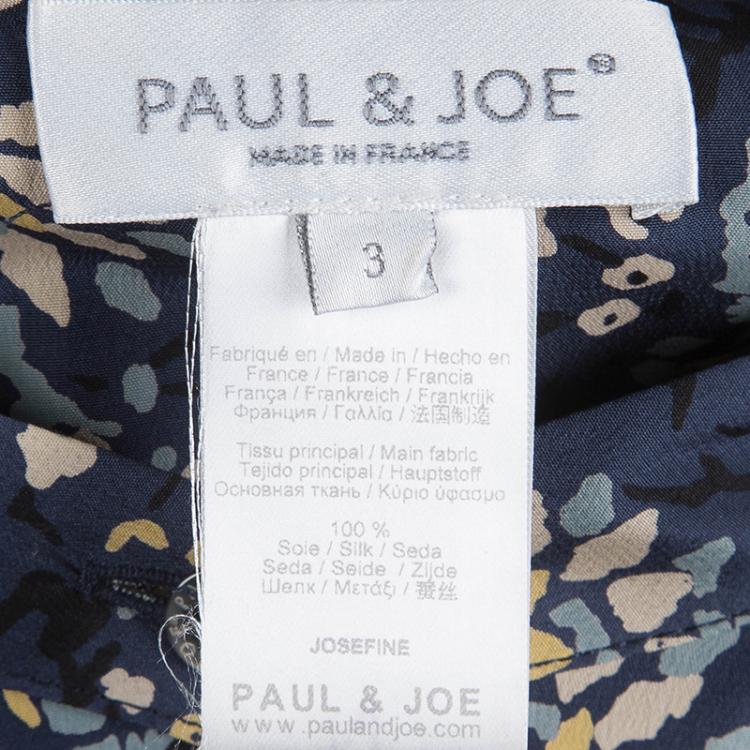 PAUL & JOE®
MADE IN FRANCE
3
Fabriqué en / Made in / Hecho en
France / France / Francia
França / Frankreich / Frankrijk
Франция / Γαλλία / 法国制造
Tissu principal / Main fabric
Tejido principal / Hauptstoff
Основная ткань / Κύριο ύφασμα
100 %
Soie / Silk / Seda
Seda / Seide / Zijde
Шелк / Μετάξι / 蚕丝
JOSEFINE
PAUL & JOE
www.paulandjoe.com